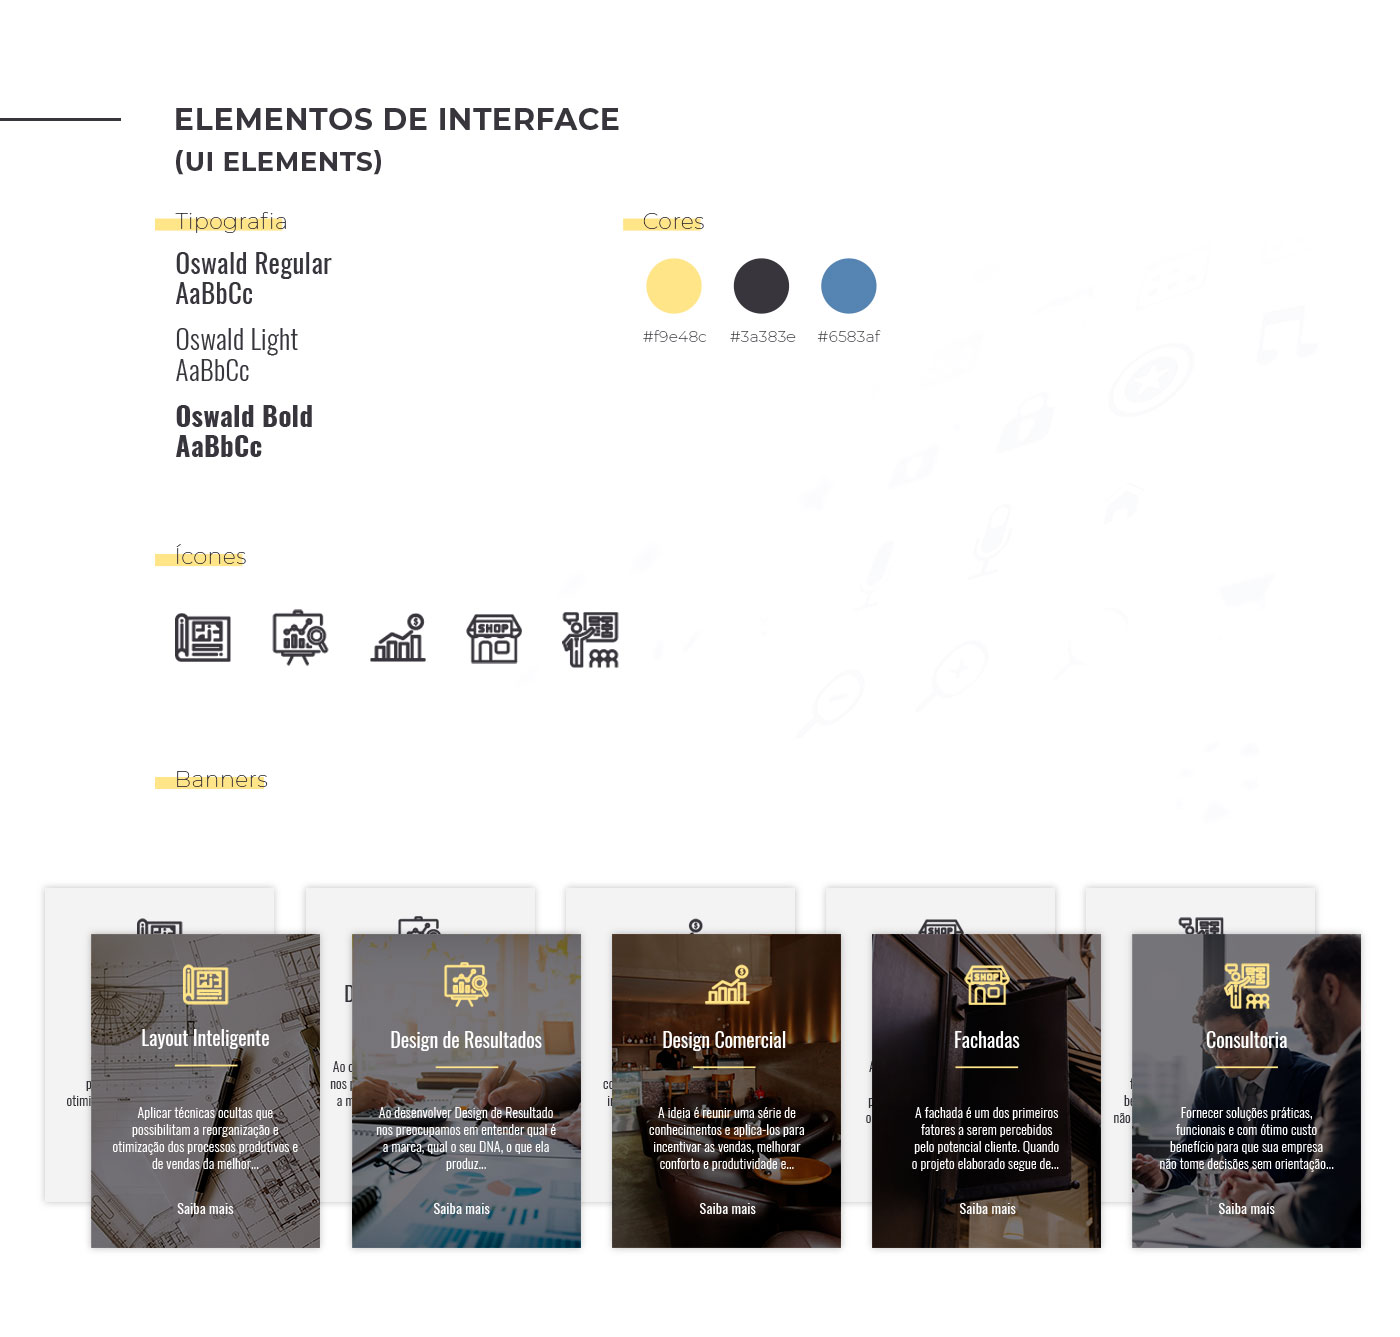 ELEMENTOS DE INTERFACE
(UI ELEMENTS)
Tipografia
Oswald Regular
AaBbCc
Oswald Light
AaBbCc
Oswald Bold
AaBbCc
Cores
#f9e48c #3a383e #6583af
Ícones
SHOP
Banners
Layout Inteligente
Aplicar técnicas ocultas que
possibilitam a reorganização e
otimização dos processos produtivos e
de vendas da melhor...
Saiba mais
Design de Resultados
Ao desenvolver Design de Resultado
nos preocupamos em entender qual é
a marca, qual o seu DNA, o que ela
produz...
Saiba mais
Design Comercial
A ideia é reunir uma série de
conhecimentos e aplica-los para
incentivar as vendas, melhorar
conforto e produtividade e...
Saiba mais
SHOP
SHOP
Fachadas
A fachada é um dos primeiros
fatores a serem percebidos
pelo potencial cliente. Quando
o projeto elaborado segue de...
Saiba mais
Consultoria
Fornecer soluções práticas,
funcionais e com ótimo custo
benefício para que sua empresa
não tome decisões sem orientação...
Saiba mais